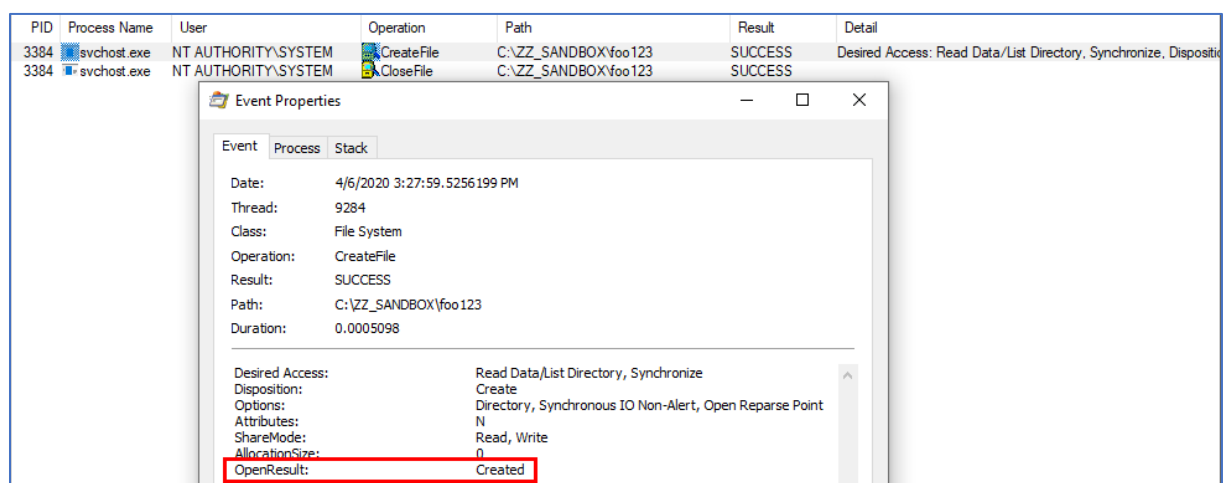 PID Process Name User Operation Path Result Detail
3384 svchost.exe NT AUTHORITY\SYSTEM CreateFile C:\ZZ_SANDBOX\foo123 SUCCESS Desired Access: Read Data/List Directory, Synchronize, Dispositio
3384 svchost.exe NT AUTHORITY\SYSTEM CloseFile C:\ZZ_SANDBOX\foo123 SUCCESS
Event Properties
Event Process Stack
Date: 4/6/2020 3:27:59.5256199 PM
Thread: 9284
Class: File System
Operation: CreateFile
Result: SUCCESS
Path: C:\ZZ_SANDBOX\foo123
Duration: 0.0005098
Desired Access: Read Data/List Directory, Synchronize
Disposition: Create
Options: Directory, Synchronous IO Non-Alert, Open Reparse Point
Attributes: N
ShareMode: Read, Write
AllocationSize: 0
OpenResult: Created